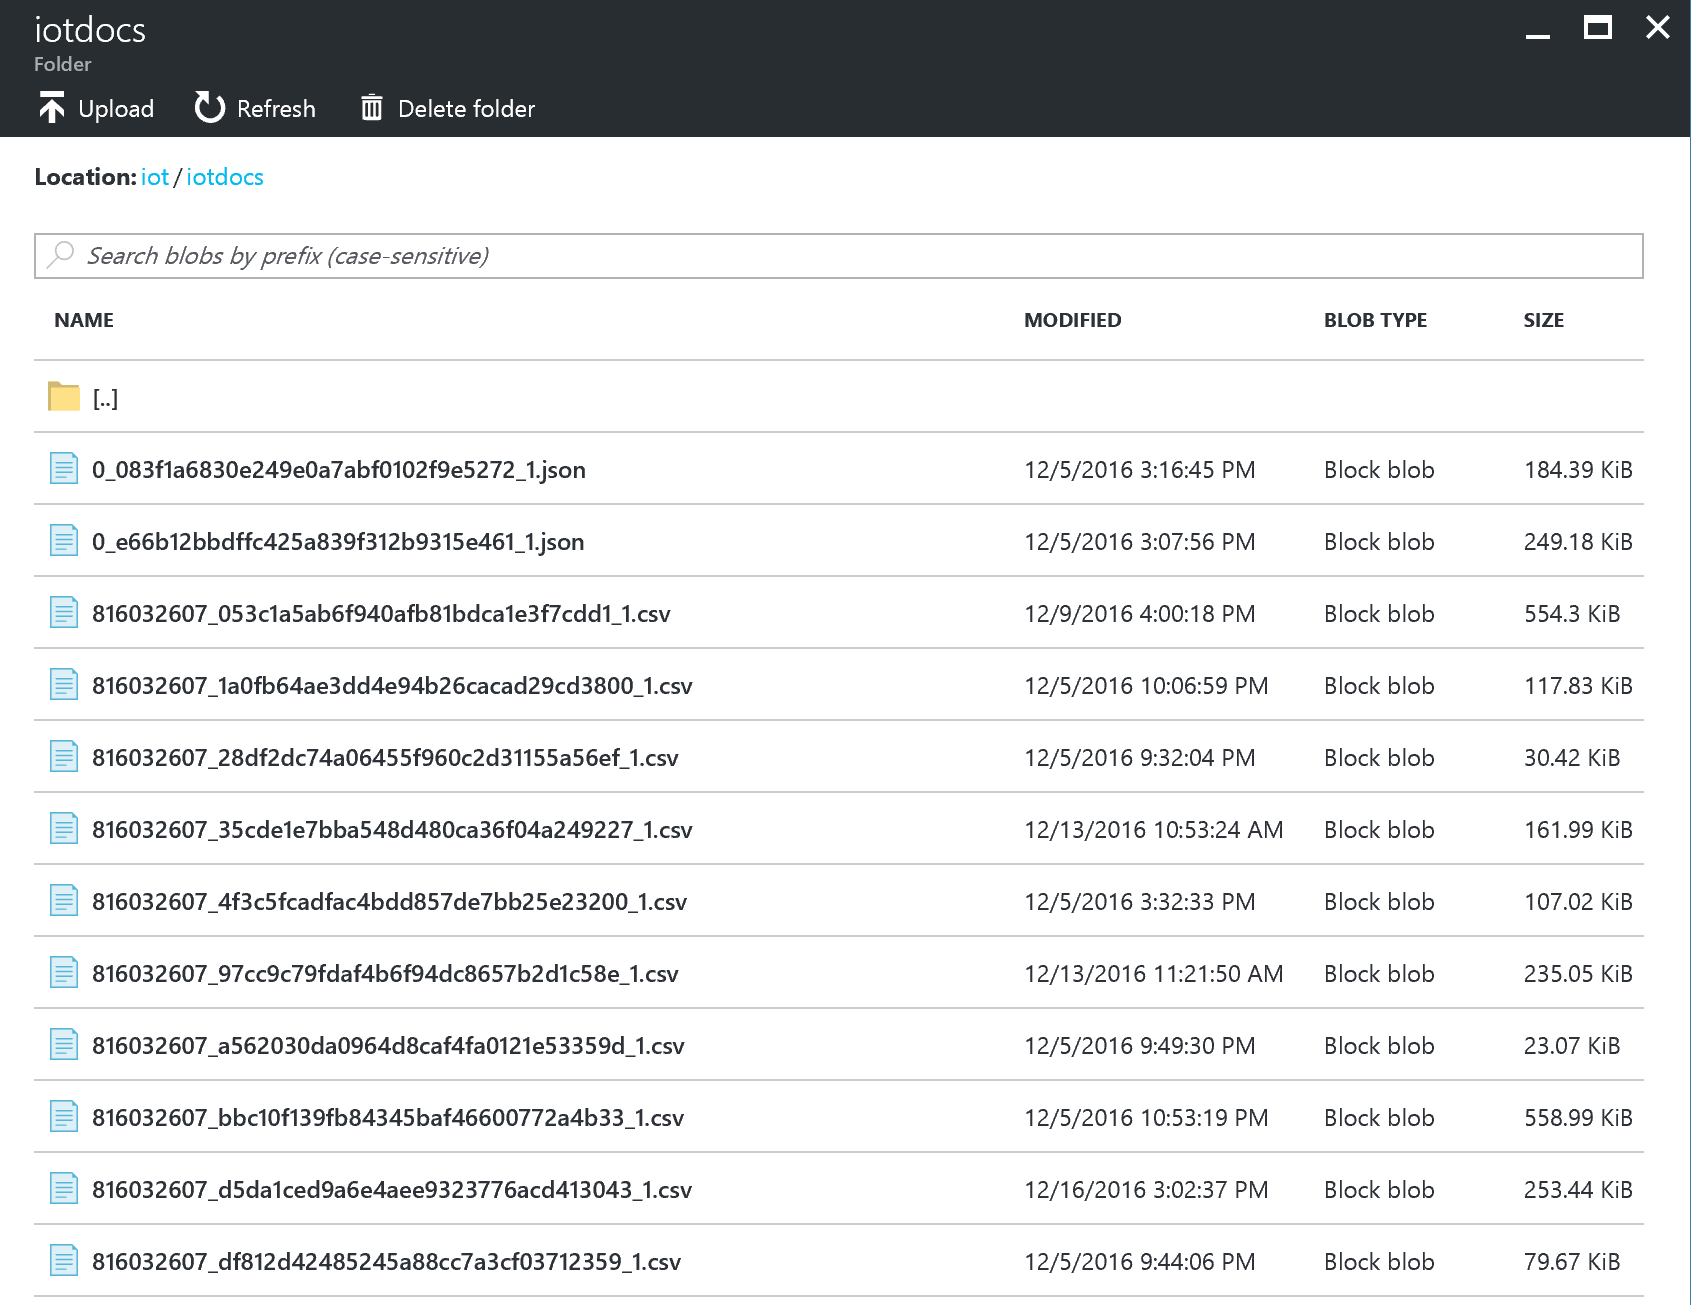 iotdocs
Folder
Upload Refresh Delete folder
Location: iot / iotdocs
Search blobs by prefix (case-sensitive)
NAME MODIFIED BLOB TYPE SIZE
[..]
0_083f1a6830e249e0a7abf0102f9e5272_1.json 12/5/2016 3:16:45 PM Block blob 184.39 KiB
0_e66b12bbdffc425a839f312b9315e461_1.json 12/5/2016 3:07:56 PM Block blob 249.18 KiB
816032607_053c1a5ab6f940afb81bdca1e3f7cdd1_1.csv 12/9/2016 4:00:18 PM Block blob 554.3 KiB
816032607_1a0fb64ae3dd4e94b26cacad29cd3800_1.csv 12/5/2016 10:06:59 PM Block blob 117.83 KiB
816032607_28df2dc74a06455f960c2d31155a56ef_1.csv 12/5/2016 9:32:04 PM Block blob 30.42 KiB
816032607_35cde1e7bba548d480ca36f04a249227_1.csv 12/13/2016 10:53:24 AM Block blob 161.99 KiB
816032607_4f3c5fcadfac4bdd857de7bb25e23200_1.csv 12/5/2016 3:32:33 PM Block blob 107.02 KiB
816032607_97cc9c79fdaf4b6f94dc8657b2d1c58e_1.csv 12/13/2016 11:21:50 AM Block blob 235.05 KiB
816032607_a562030da0964d8caf4fa0121e53359d_1.csv 12/5/2016 9:49:30 PM Block blob 23.07 KiB
816032607_bbc10f139fb84345baf46600772a4b33_1.csv 12/5/2016 10:53:19 PM Block blob 558.99 KiB
816032607_d5da1ced9a6e4aee9323776acd413043_1.csv 12/16/2016 3:02:37 PM Block blob 253.44 KiB
816032607_df812d42485245a88cc7a3cf03712359_1.csv 12/5/2016 9:44:06 PM Block blob 79.67 KiB